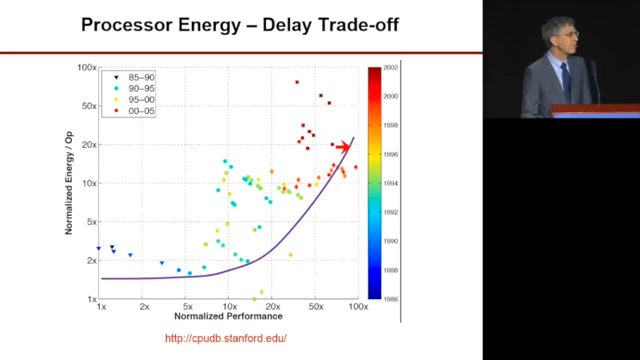 Processor Energy – Delay Trade-off
100x
50x
20x
10x
5x
2x
1x
Normalized Energy / Op
85–90
90–95
95–00
00–05
1x
2x
5x
10x
20x
50x
100x
Normalized Performance
2002
2000
1998
1996
1994
1992
1990
1988
1986
http://cpudb.stanford.edu/